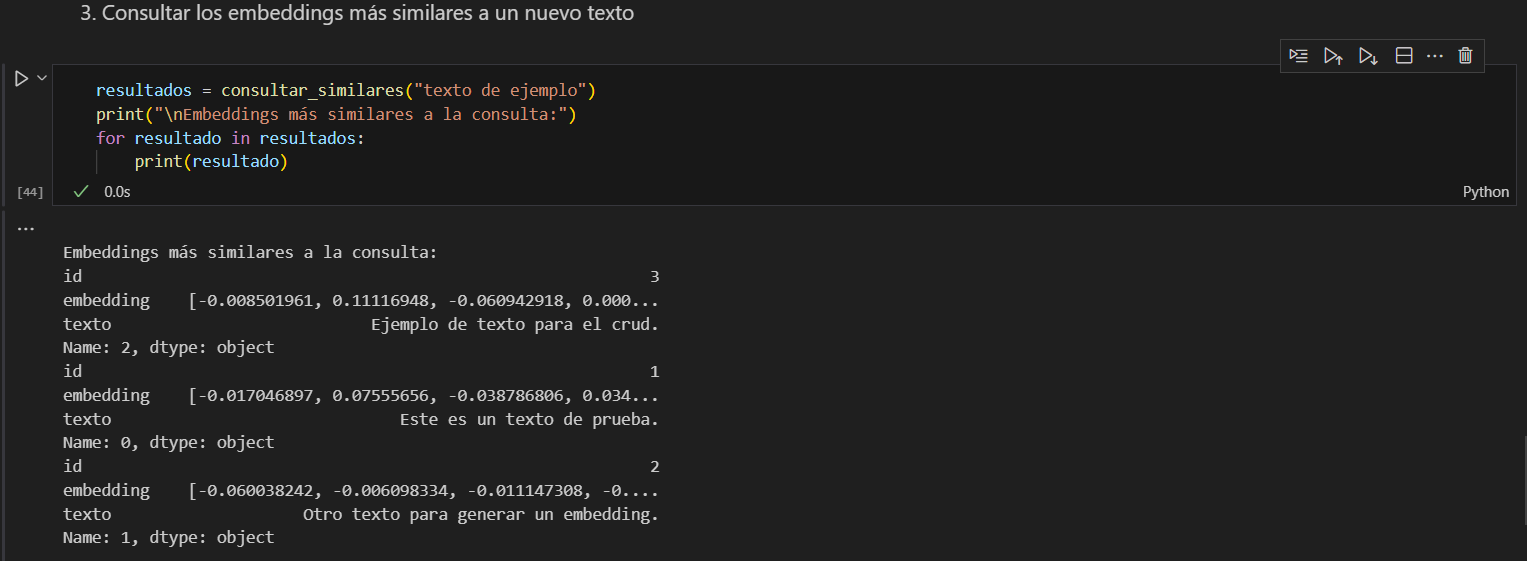 3. Consultar los embeddings más similares a un nuevo texto
resultados = consultar_similares("texto de ejemplo")
print("\nEmbeddings más similares a la consulta:")
for resultado in resultados:
    print(resultado)
[44]
0.0s
Python
...
Embeddings más similares a la consulta:
id                                                            3
embedding    [-0.008501961, 0.11116948, -0.060942918, 0.000...
texto                           Ejemplo de texto para el crud.
Name: 2, dtype: object
id                                                            1
embedding    [-0.017046897, 0.07555656, -0.038786806, 0.034...
texto                              Este es un texto de prueba.
Name: 0, dtype: object
id                                                            2
embedding    [-0.060038242, -0.006098334, -0.011147308, -0....
texto                    Otro texto para generar un embedding.
Name: 1, dtype: object